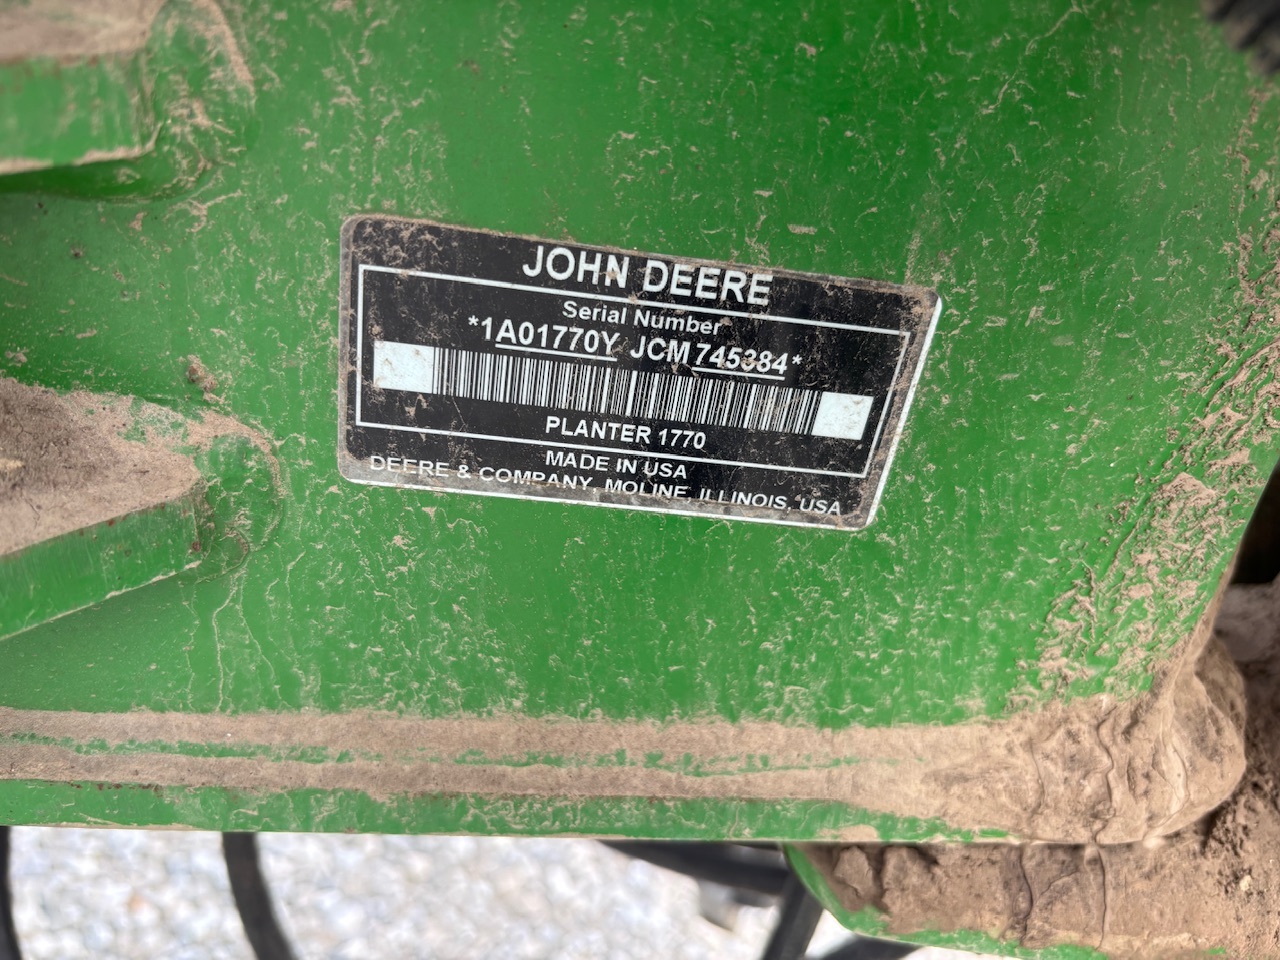 JOHN DEERE
Serial Number
*1A01770Y JCM745384*
PLANTER 1770
MADE IN USA
DEERE & COMPANY, MOLINE, ILLINOIS, USA